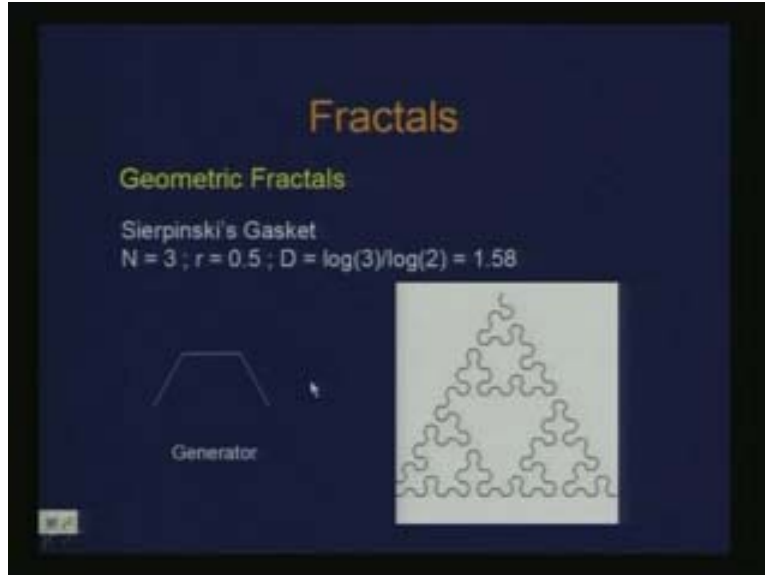 Fractals
Geometric Fractals
Sierpinski's Gasket
N = 3 ; r = 0.5 ; D = log(3)/log(2) = 1.58
Generator